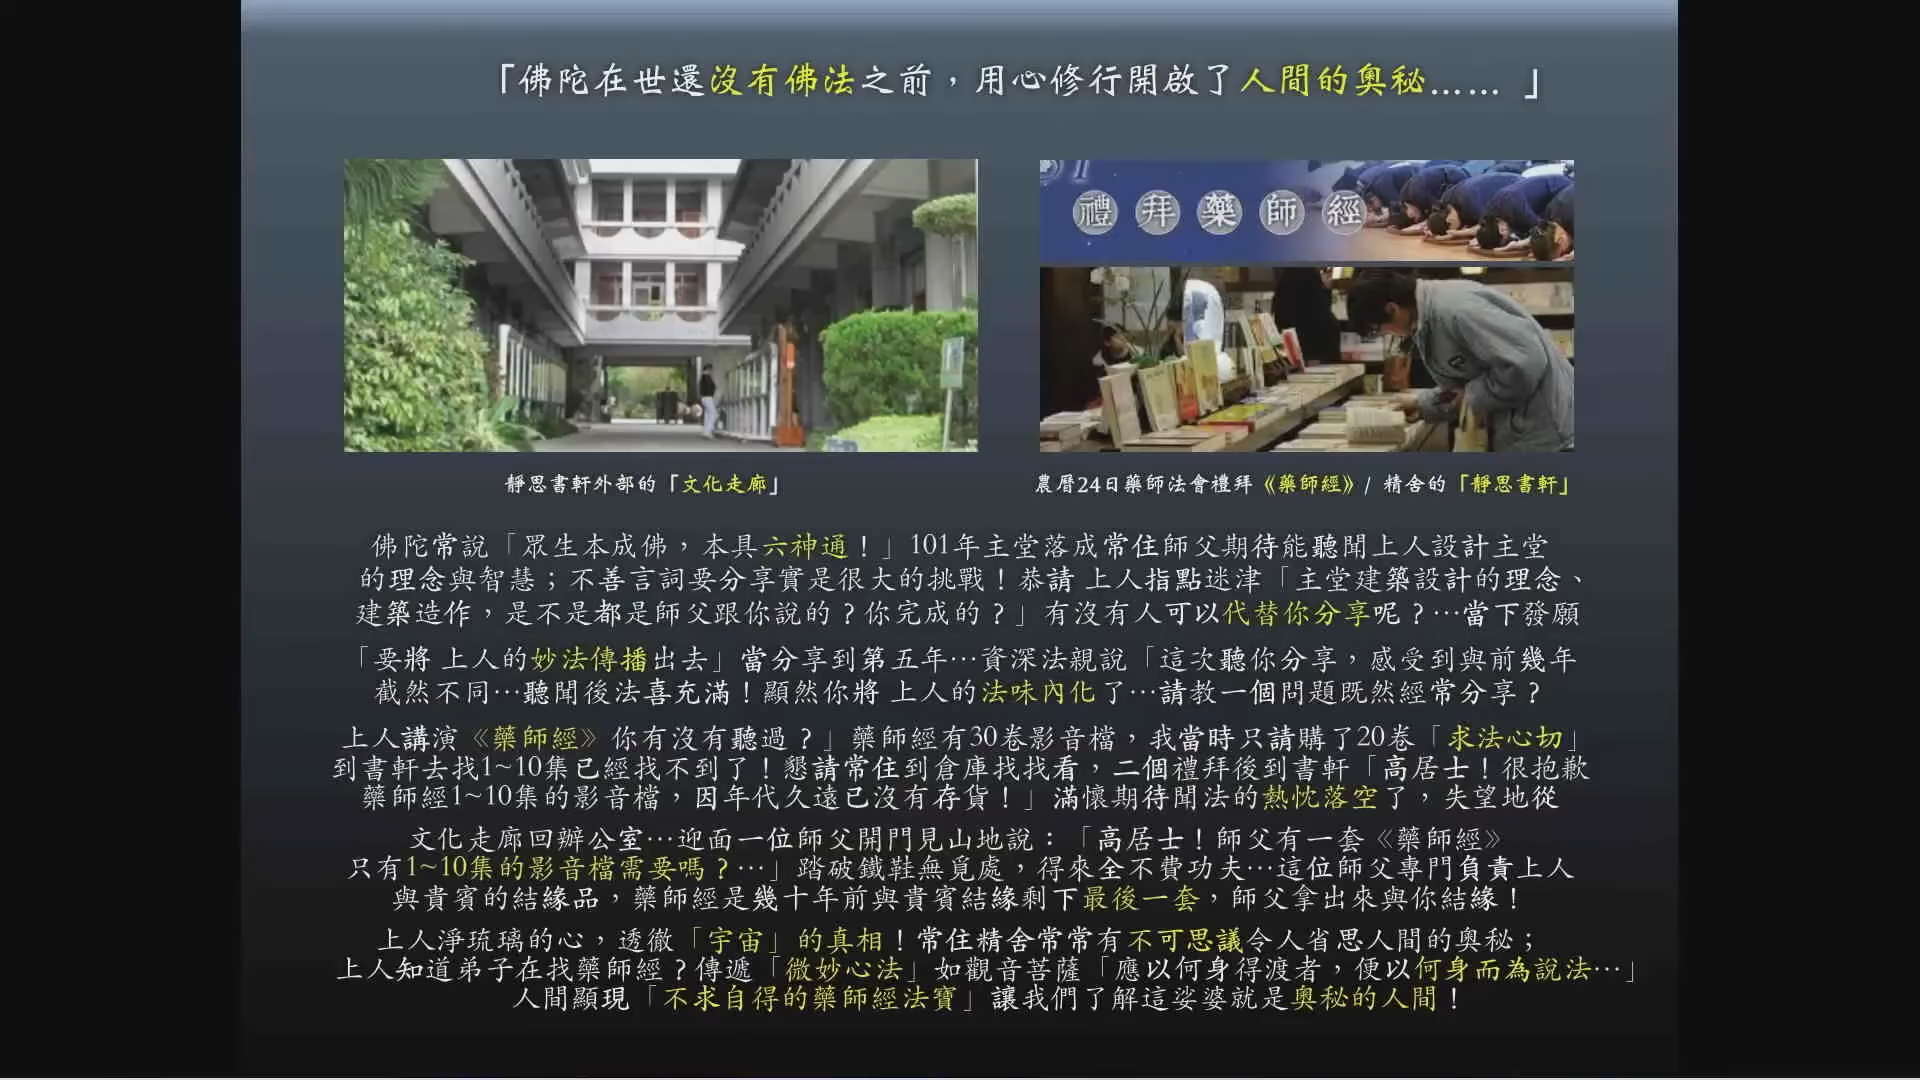 「佛陀在世還沒有佛法之前，用心修行開啟了人間的奧秘…… 」
禮拜藥師經
靜思書軒外部的「文化走廊」
農曆24日藥師法會禮拜《藥師經》/ 精舍的「靜思書軒」
佛陀常說「眾生本成佛，本具六神通！」101年主堂落成常住師父期待能聽聞上人設計主堂
的理念與智慧；不善言詞要分享實是很大的挑戰！恭請 上人指點迷津「主堂建築設計的理念、
建築造作，是不是都是師父跟你說的？你完成的？」有沒有人可以代替你分享呢？…當下發願
「要將 上人的妙法傳播出去」當分享到第五年…資深法親說「這次聽你分享，感受到與前幾年
截然不同…聽聞後法喜充滿！顯然你將 上人的法味內化了…請教一個問題既然經常分享？
上人講演《藥師經》你有沒有聽過？」藥師經有30卷影音檔，我當時只請購了20卷「求法心切」
到書軒去找1~10集已經找不到了！懇請常住到倉庫找找看，二個禮拜後到書軒「高居士！很抱歉
藥師經1~10集的影音檔，因年代久遠已沒有存貨！」滿懷期待聞法的熱忱落空了，失望地從
文化走廊回辦公室…迎面一位師父開門見山地說：「高居士！師父有一套《藥師經》
只有1~10集的影音檔需要嗎？…」踏破鐵鞋無覓處，得來全不費功夫…這位師父專門負責上人
與貴賓的結緣品，藥師經是幾十年前與貴賓結緣剩下最後一套，師父拿出來與你結緣！
上人淨琉璃的心，透徹「宇宙」的真相！常住精舍常常有不可思議令人省思人間的奧秘；
上人知道弟子在找藥師經？傳遞「微妙心法」如觀音菩薩「應以何身得渡者，便以何身而為說法…」
人間顯現「不求自得的藥師經法寶」讓我們了解這娑婆就是奧秘的人間！